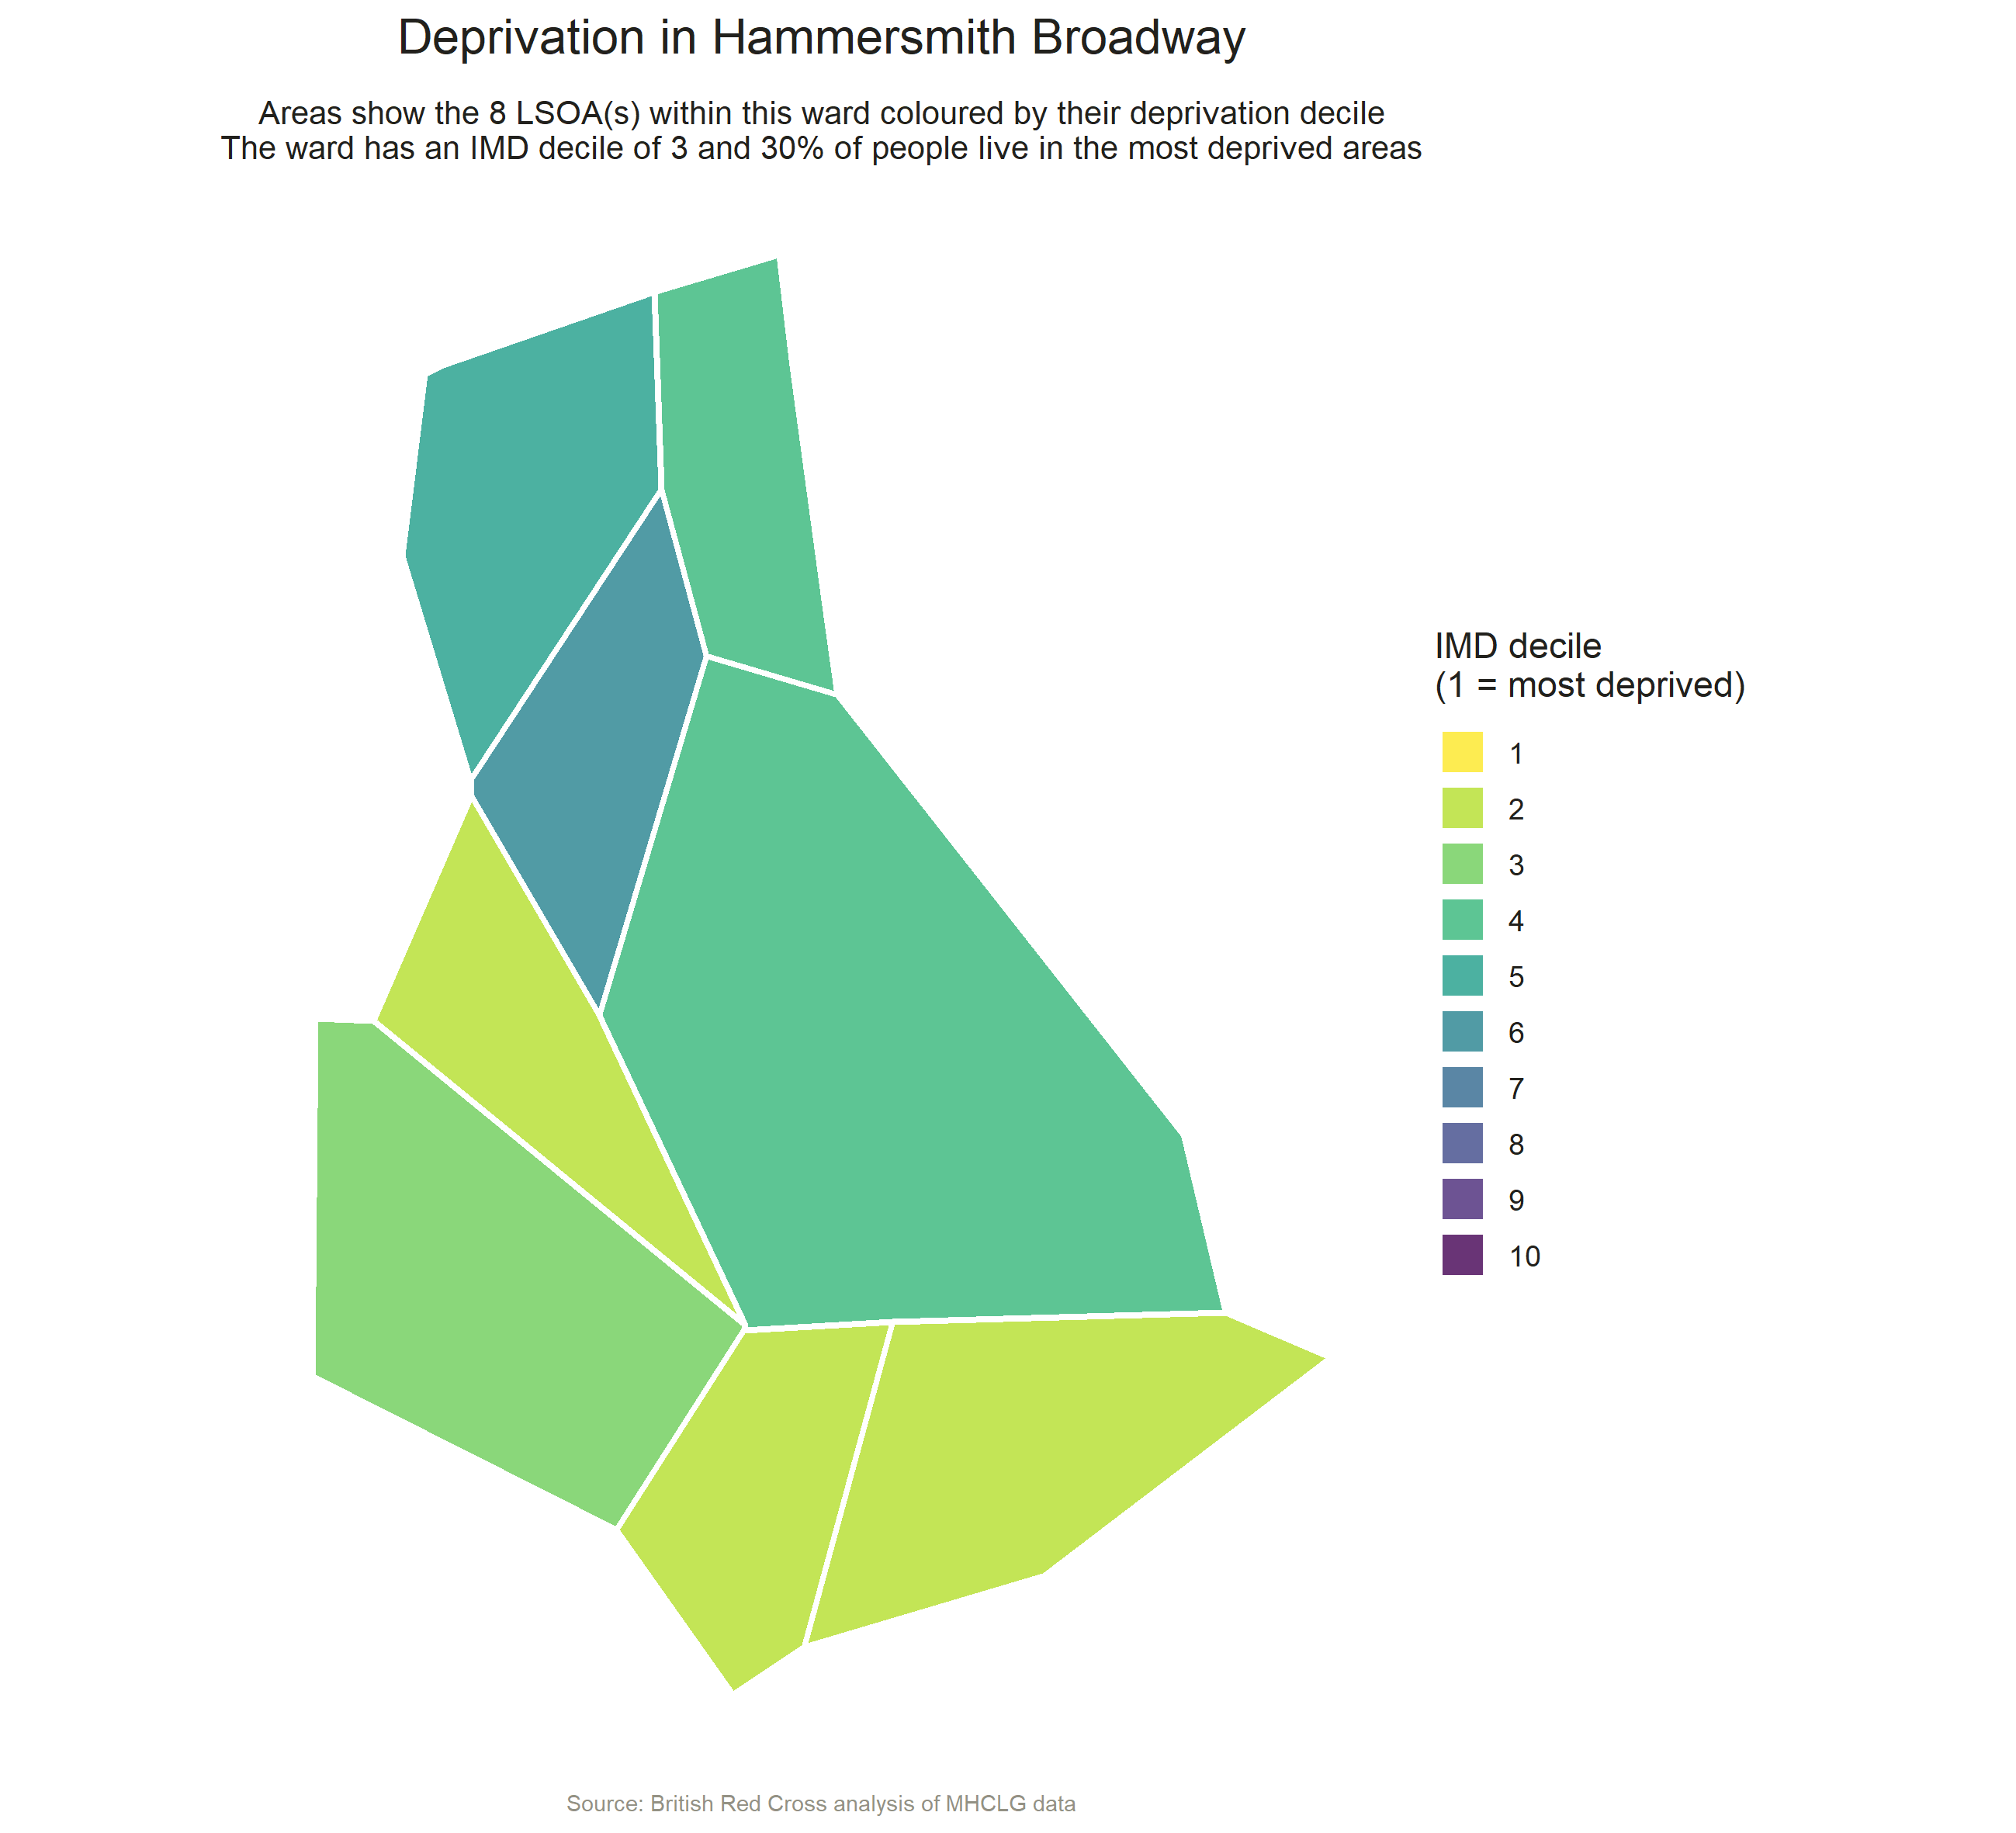 Deprivation in Hammersmith Broadway
Areas show the 8 LSOA(s) within this ward coloured by their deprivation decile
The ward has an IMD decile of 3 and 30% of people live in the most deprived areas
IMD decile
(1 = most deprived)
1
2
3
4
5
6
7
8
9
10
Source: British Red Cross analysis of MHCLG data